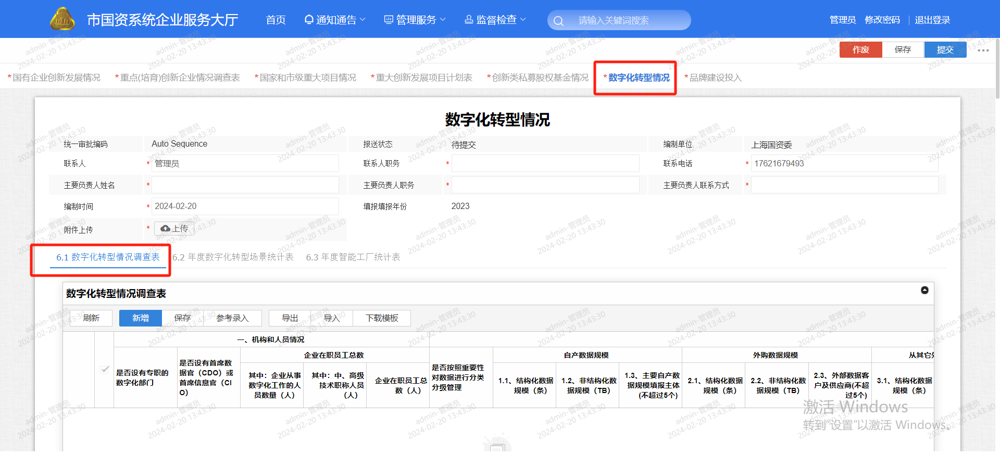 市国资系统企业服务大厅 首页 通知通告 管理服务 监督检查 请输入关键词搜索 管理员 修改密码 退出登录
作废 保存 提交
*国有企业创新发展情况 *重点(培育)创新企业情况调查表 *国家和市级重大项目情况 *重大创新发展项目计划表 *创新类私募股权基金情况 *数字化转型情况 *品牌建设投入
数字化转型情况
统一审批编码 Auto Sequence 报送状态 待提交 编制单位 上海国资委
联系人 * 管理员 联系人职务 * 联系电话 * 17621679493
主要负责人姓名 * 主要负责人职务 * 主要负责人联系方式 *
编制时间 * 2024-02-20 填报填报年份 2023
附件上传 * 上传
6.1 数字化转型情况调查表 6.2 年度数字化转型场景统计表 6.3 年度智能工厂统计表
数字化转型情况调查表
刷新 新增 保存 参考录入 导出 导入 下载模板
一、机构和人员情况
企业在职员工总数 自产数据规模 外购数据规模 从其它外
是否设有专职的数字化部门
是否设有首席数据官（CDO）或首席信息官（CIO）
其中：企业从事数字化工作的人员数量（人）
其中：中、高级技术职称人员（人）
企业在职员工总数（人）
是否按照重要性对数据进行分类分级管理
1.1、结构化数据规模（条）
1.2、非结构化数据规模（TB）
1.3、主要自产数据规模填报主体(不超过5个)
2.1、结构化数据规模（条）
2.2、非结构化数据规模（TB）
2.3、外部数据客户及供应商(不超过5个)
3.1、结构化数据规模（条）
激活 Windows
转到“设置”以激活 Windows。
admin-管理员
2024-02-20 13:43:30